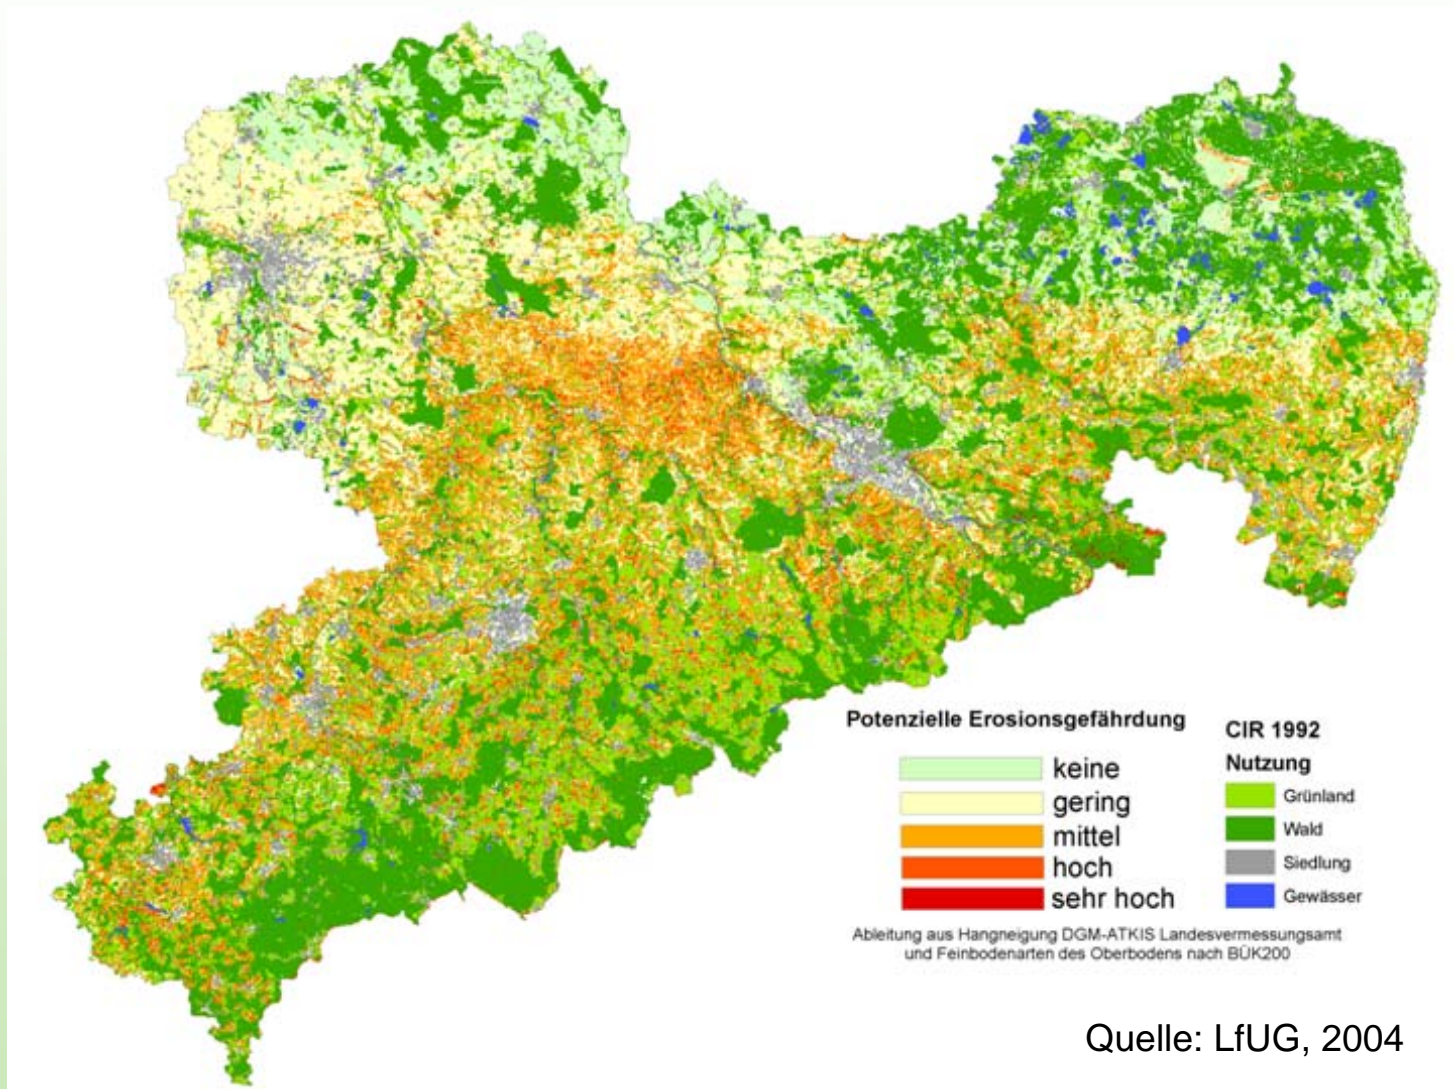 Potenzielle Erosionsgefährdung
keine
gering
mittel
hoch
sehr hoch
CIR 1992
Nutzung
Grünland
Wald
Siedlung
Gewässer
Ableitung aus Hangneigung DGM-ATKIS Landesvermessungsamt
und Feinbodenarten des Oberbodens nach BÜK200
Quelle: LfUG, 2004